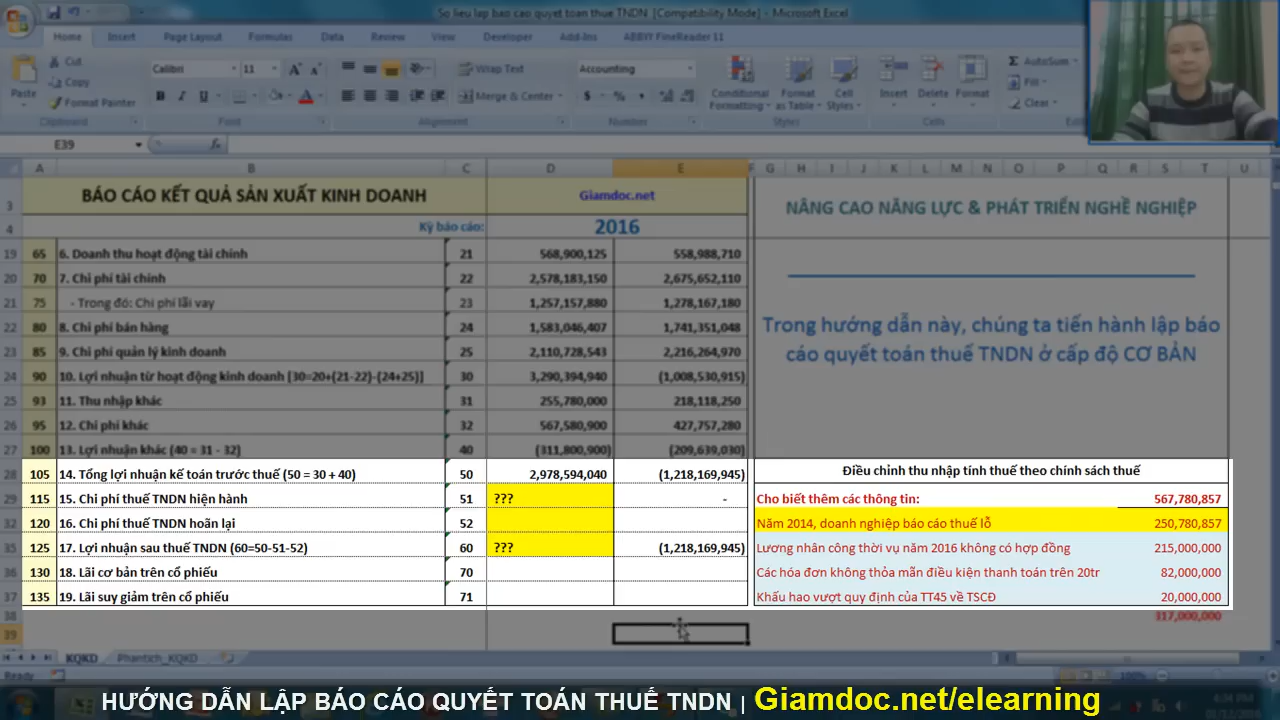 So lieu lap bao cao quyet toan thue TNDN [Compatibility Mode] - Microsoft Excel
Home Insert Page Layout Formulas Data Review View Developer Add-Ins ABBYY FineReader 11
Paste Cut Copy Format Painter
Clipboard
Calibri 11
Font
Wrap Text
Merge & Center
Alignment
Accounting
Number
Conditional Formatting Format as Table Cell Styles
Styles
Insert Delete Format
Cells
AutoSum
Fill
Clear
E39
A B C D E F G H I J K L M N O P Q R S T U
3 BÁO CÁO KẾT QUẢ SẢN XUẤT KINH DOANH Giamdoc.net
NÂNG CAO NĂNG LỰC & PHÁT TRIỂN NGHỀ NGHIỆP
4 Kỳ báo cáo: 2016
19 65 6. Doanh thu hoạt động tài chính 21 568,900,125 558,988,710
20 70 7. Chi phí tài chính 22 2,578,183,150 2,675,652,110
21 75 - Trong đó: Chi phí lãi vay 23 1,257,157,880 1,278,167,180
22 80 8. Chi phí bán hàng 24 1,583,046,407 1,741,351,048
23 85 9. Chi phí quản lý kinh doanh 25 2,110,728,543 2,216,264,970
24 90 10. Lợi nhuận từ hoạt động kinh doanh [30=20+(21-22)-(24+25)] 30 3,290,394,940 (1,008,530,915)
25 93 11. Thu nhập khác 31 255,780,000 218,118,250
26 95 12. Chi phí khác 32 567,580,900 427,757,280
27 100 13. Lợi nhuận khác (40 = 31 - 32) 40 (311,800,900) (209,639,030)
Trong hướng dẫn này, chúng ta tiến hành lập báo
cáo quyết toán thuế TNDN ở cấp độ CƠ BẢN
28 105 14. Tổng lợi nhuận kế toán trước thuế (50 = 30 + 40) 50 2,978,594,040 (1,218,169,945) Điều chỉnh thu nhập tính thuế theo chính sách thuế
29 115 15. Chi phí thuế TNDN hiện hành 51 ??? - Cho biết thêm các thông tin: 567,780,857
32 120 16. Chi phí thuế TNDN hoãn lại 52 Năm 2014, doanh nghiệp báo cáo thuế lỗ 250,780,857
35 125 17. Lợi nhuận sau thuế TNDN (60=50-51-52) 60 ??? (1,218,169,945) Lương nhân công thời vụ năm 2016 không có hợp đồng 215,000,000
36 130 18. Lãi cơ bản trên cổ phiếu 70 Các hóa đơn không thỏa mãn điều kiện thanh toán trên 20tr 82,000,000
37 135 19. Lãi suy giảm trên cổ phiếu 71 Khấu hao vượt quy định của TT45 về TSCĐ 20,000,000
38 317,000,000
39
KQKD Phantich_KQKD
Ready 100%
HƯỚNG DẪN LẬP BÁO CÁO QUYẾT TOÁN THUẾ TNDN | Giamdoc.net/elearning